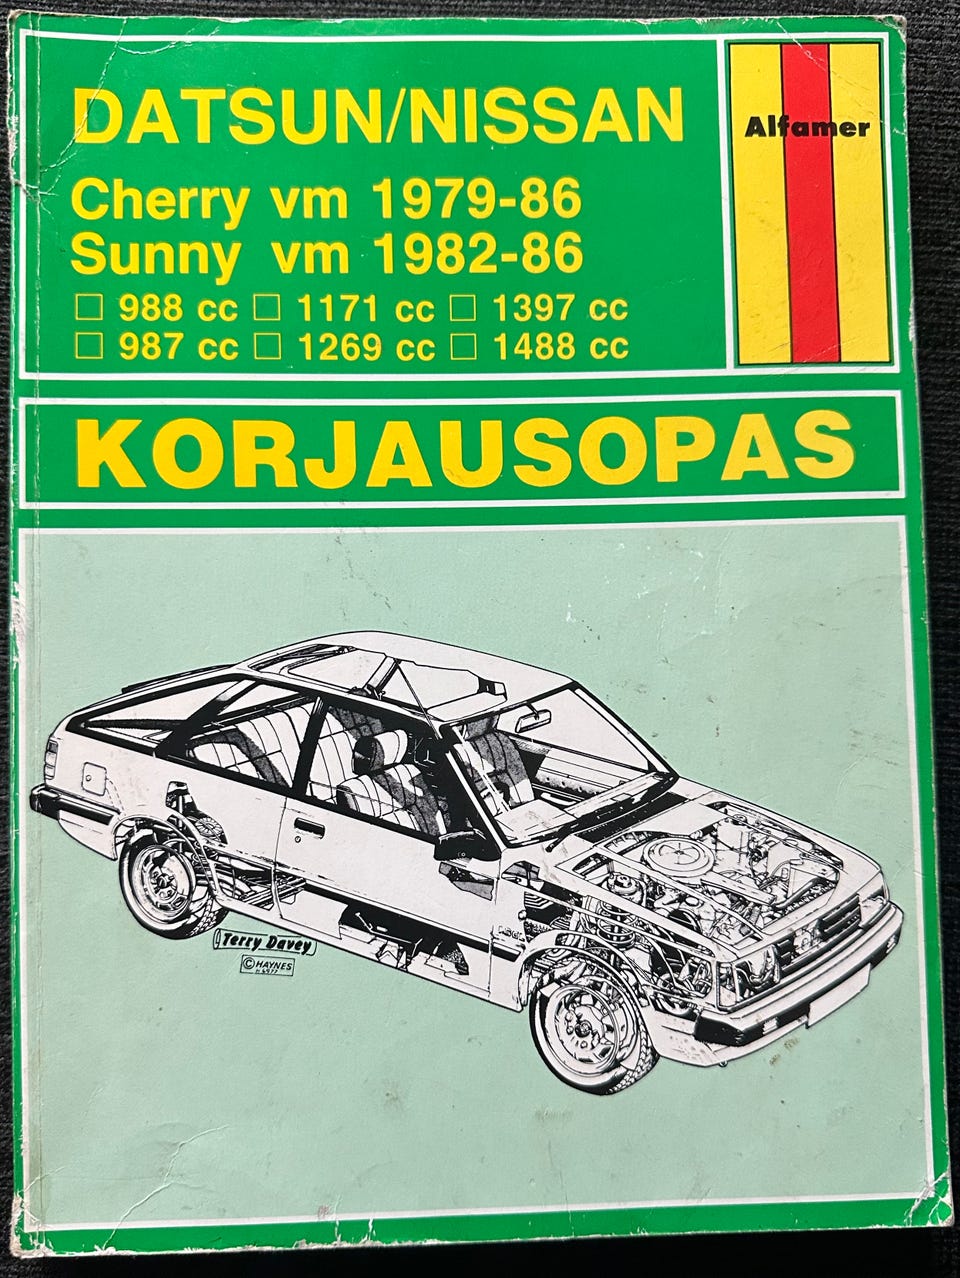 DATSUN/NISSAN
Alfamer
Cherry vm 1979-86
Sunny vm 1982-86
988 cc 1171 cc 1397 cc
987 cc 1269 cc 1488 cc
KORJAUSOPAS
Terry Davey
© HAYNES